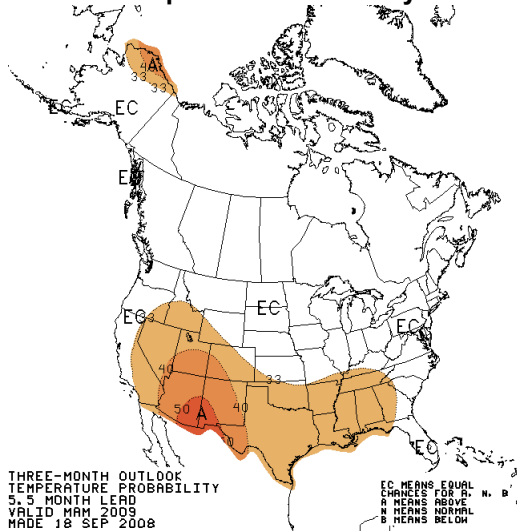 A
40
33
33
EC
EC
EC
EC
EC
33
EC
40
33
50
A
40
40
EC
THREE-MONTH OUTLOOK
TEMPERATURE PROBABILITY
5.5 MONTH LEAD
VALID MAM 2009
MADE 18 SEP 2008
EC MEANS EQUAL
CHANCES FOR A, N, B
A MEANS ABOVE
N MEANS NORMAL
B MEANS BELOW